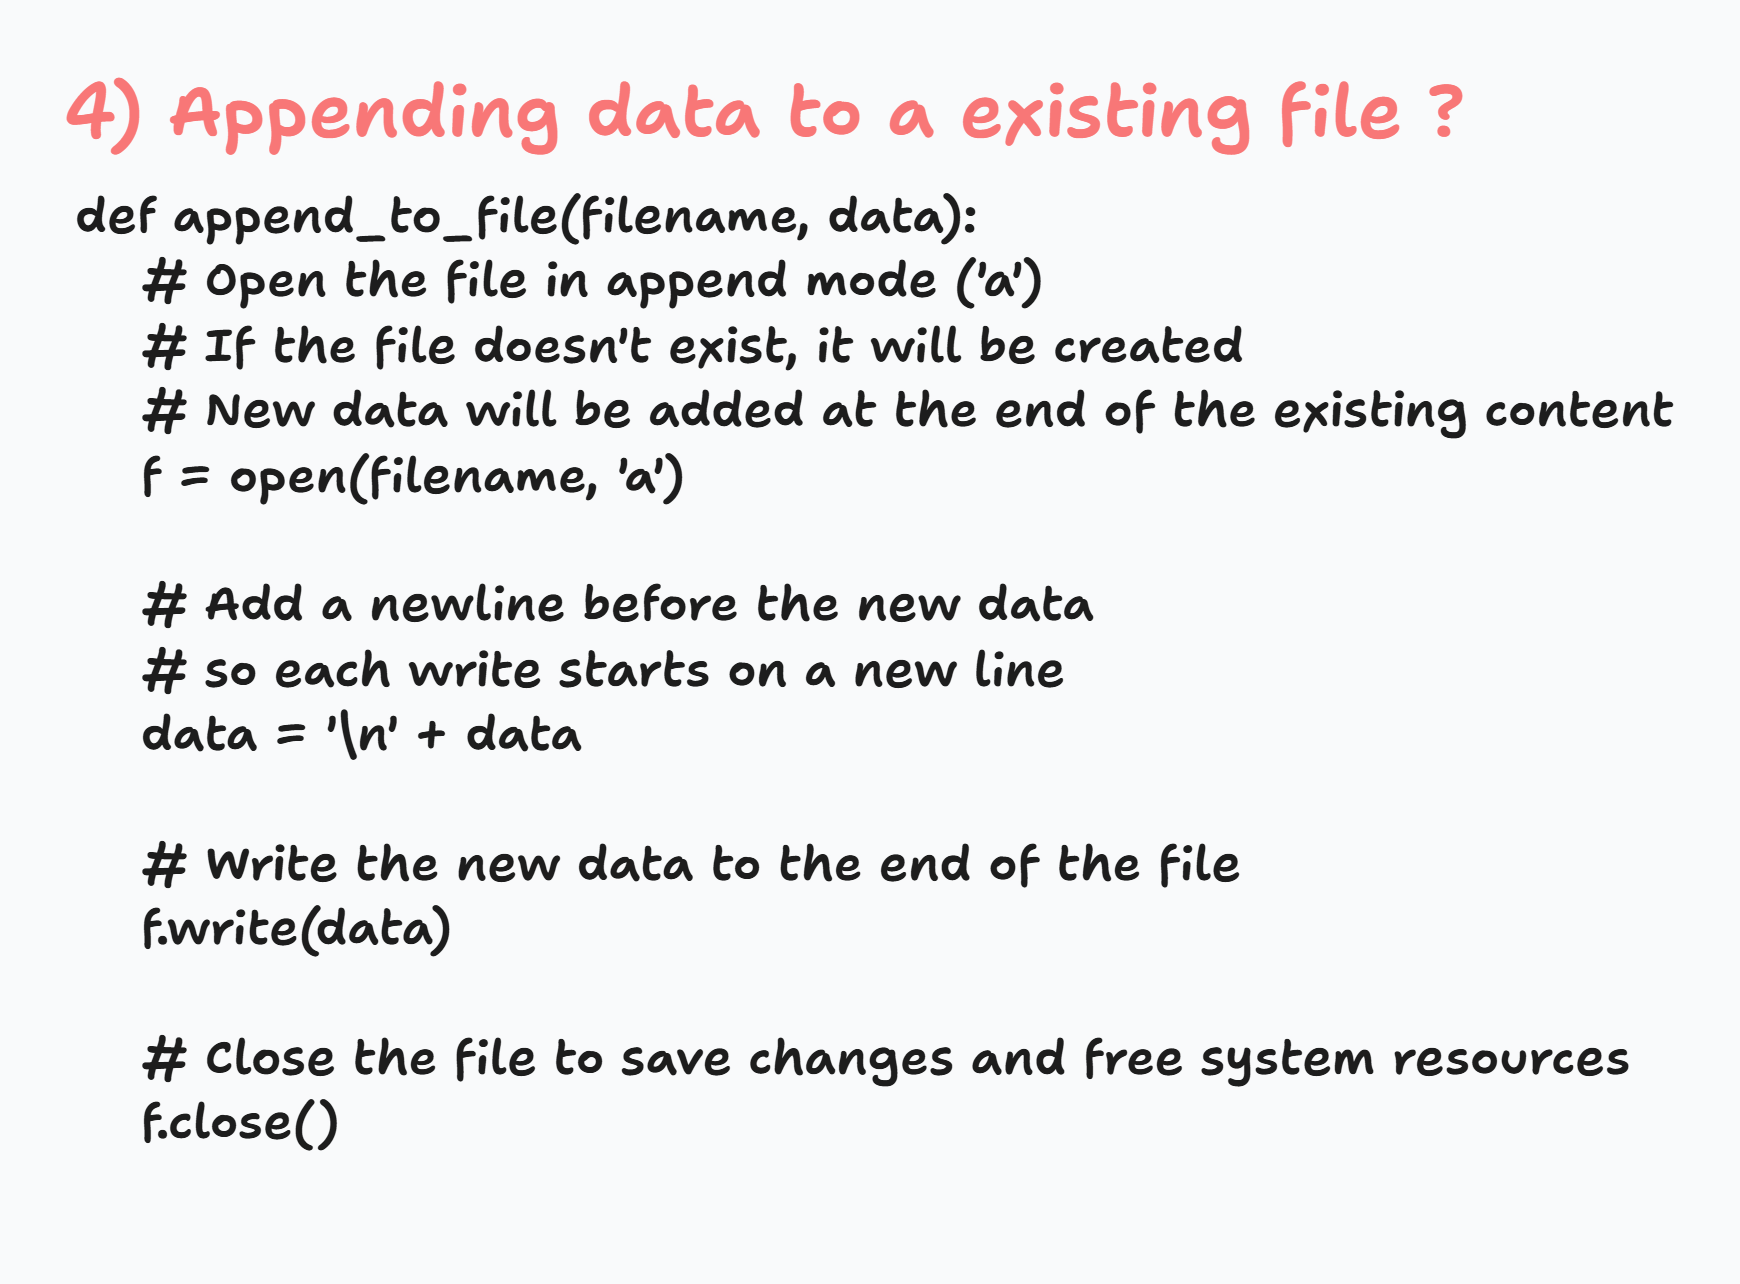 4) Appending data to a existing file ?
def append_to_file(filename, data):
# Open the file in append mode ('a')
# If the file doesn't exist, it will be created
# New data will be added at the end of the existing content
f = open(filename, 'a')
# Add a newline before the new data
# so each write starts on a new line
data = '\n' + data
# Write the new data to the end of the file
f.write(data)
# Close the file to save changes and free system resources
f.close()